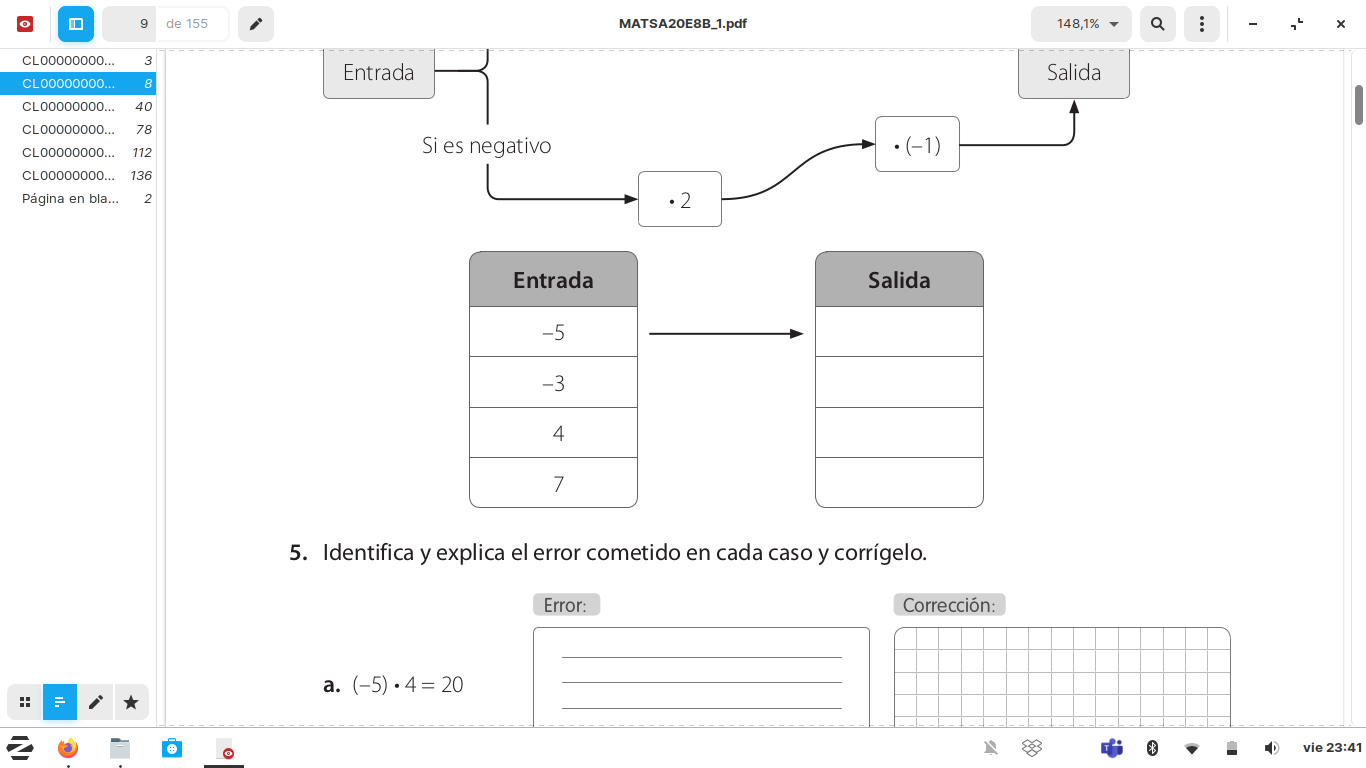 9
de 155
MATSA20E8B_1.pdf
148,1%
CL00000000... 3
CL00000000... 8
CL00000000... 40
CL00000000... 78
CL00000000... 112
CL00000000... 136
Página en bla... 2
Entrada
Salida
Si es negativo
• (–1)
• 2
Entrada
Salida
–5
–3
4
7
5. Identifica y explica el error cometido en cada caso y corrígelo.
Error:
Corrección:
a. (–5) • 4 = 20
vie 23:41